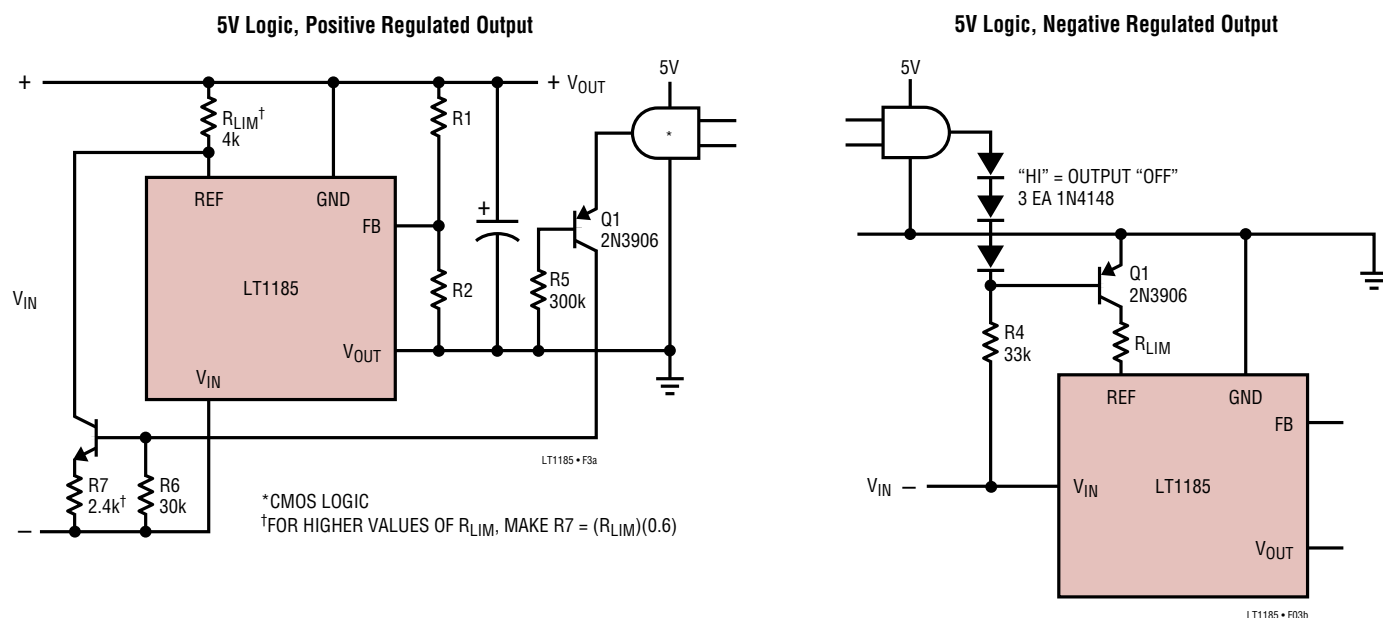 5V Logic, Positive Regulated Output
+
+ VOUT
5V
RLIM†
4k
R1
*
REF
GND
FB
+
Q1
2N3906
VIN
LT1185
R2
R5
300k
VOUT
VIN
R7
2.4k†
R6
30k
–
LT1185 • F3a
*CMOS LOGIC
†FOR HIGHER VALUES OF RLIM, MAKE R7 = (RLIM)(0.6)
5V Logic, Negative Regulated Output
5V
"HI" = OUTPUT "OFF"
3 EA 1N4148
Q1
2N3906
R4
33k
RLIM
REF
GND
FB
VIN –
VIN
LT1185
VOUT
LT1185 • F03b